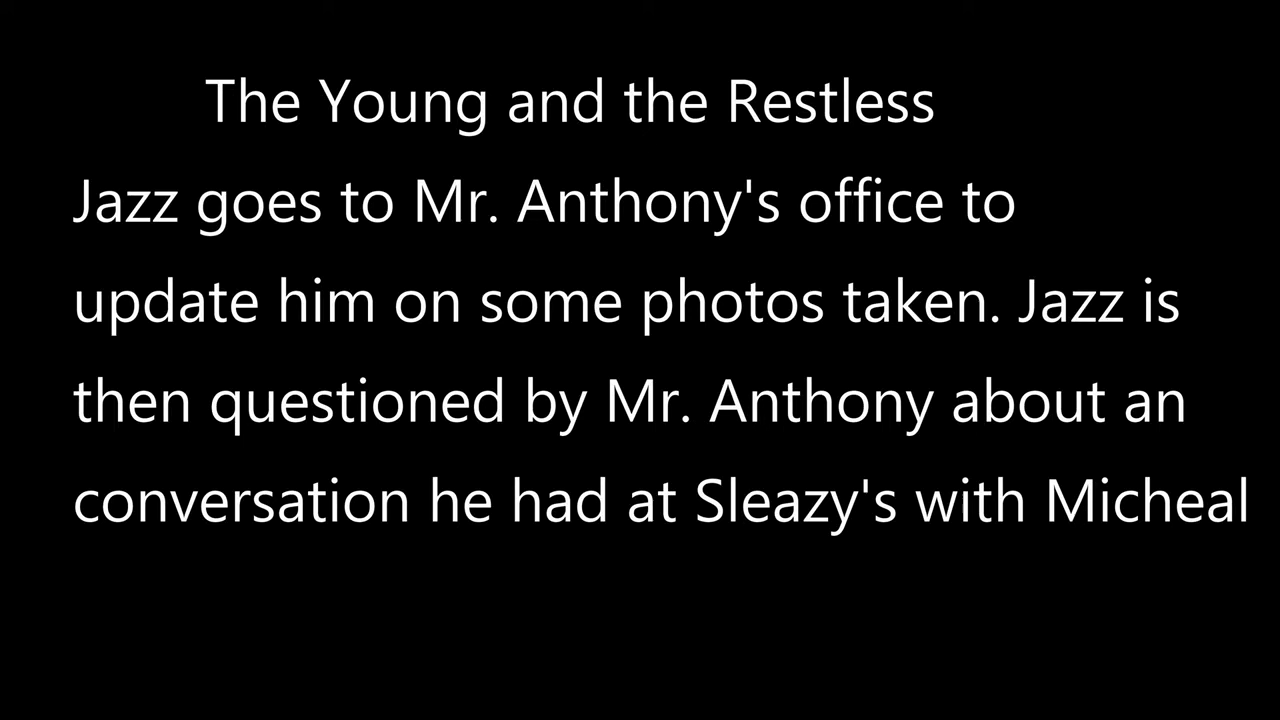 The Young and the Restless
Jazz goes to Mr. Anthony's office to
update him on some photos taken. Jazz is
then questioned by Mr. Anthony about an
conversation he had at Sleazy's with Micheal